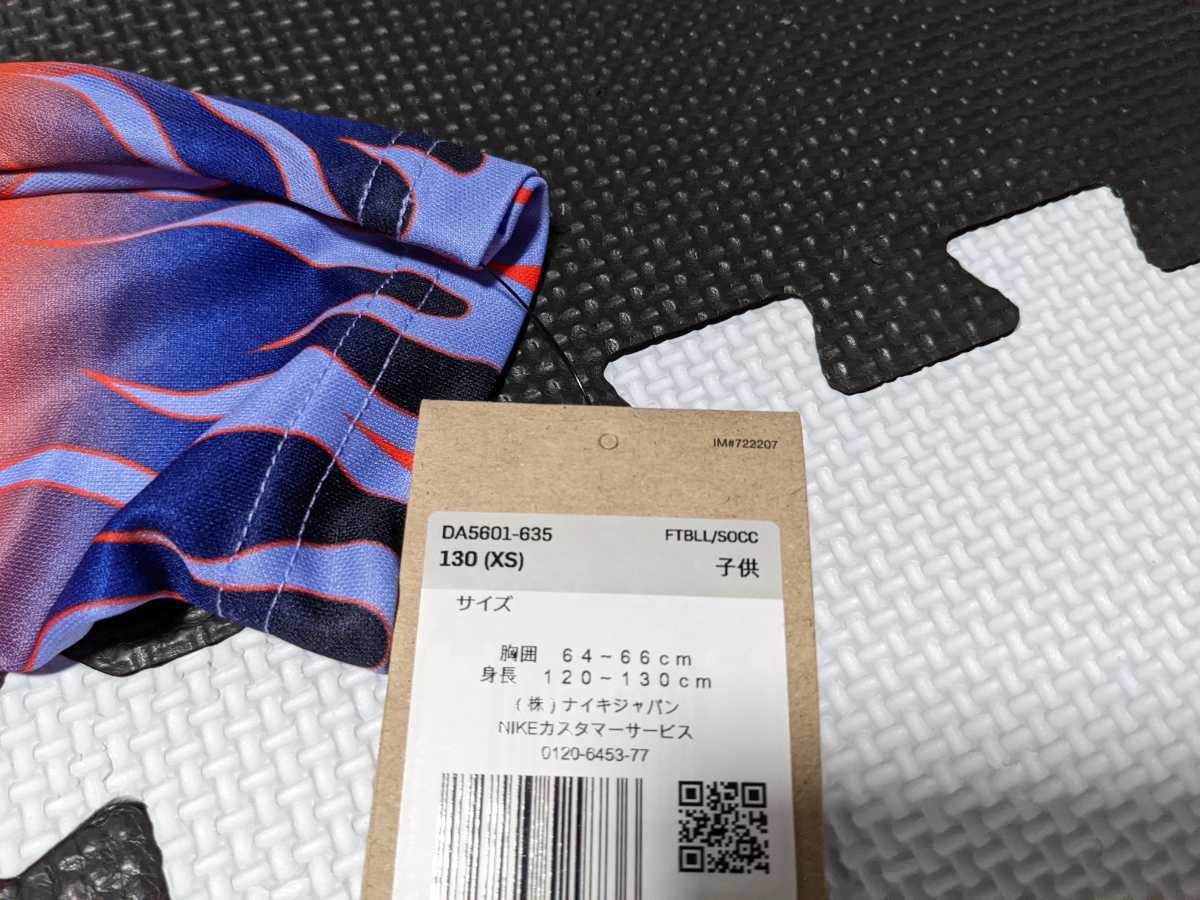 IM#722207
DA5601-635 FTBLL/SOCC
130 (XS) 子供
サイズ
胸囲 64~66cm
身長 120~130cm
(株)ナイキジャパン
NIKEカスタマーサービス
0120-6453-77